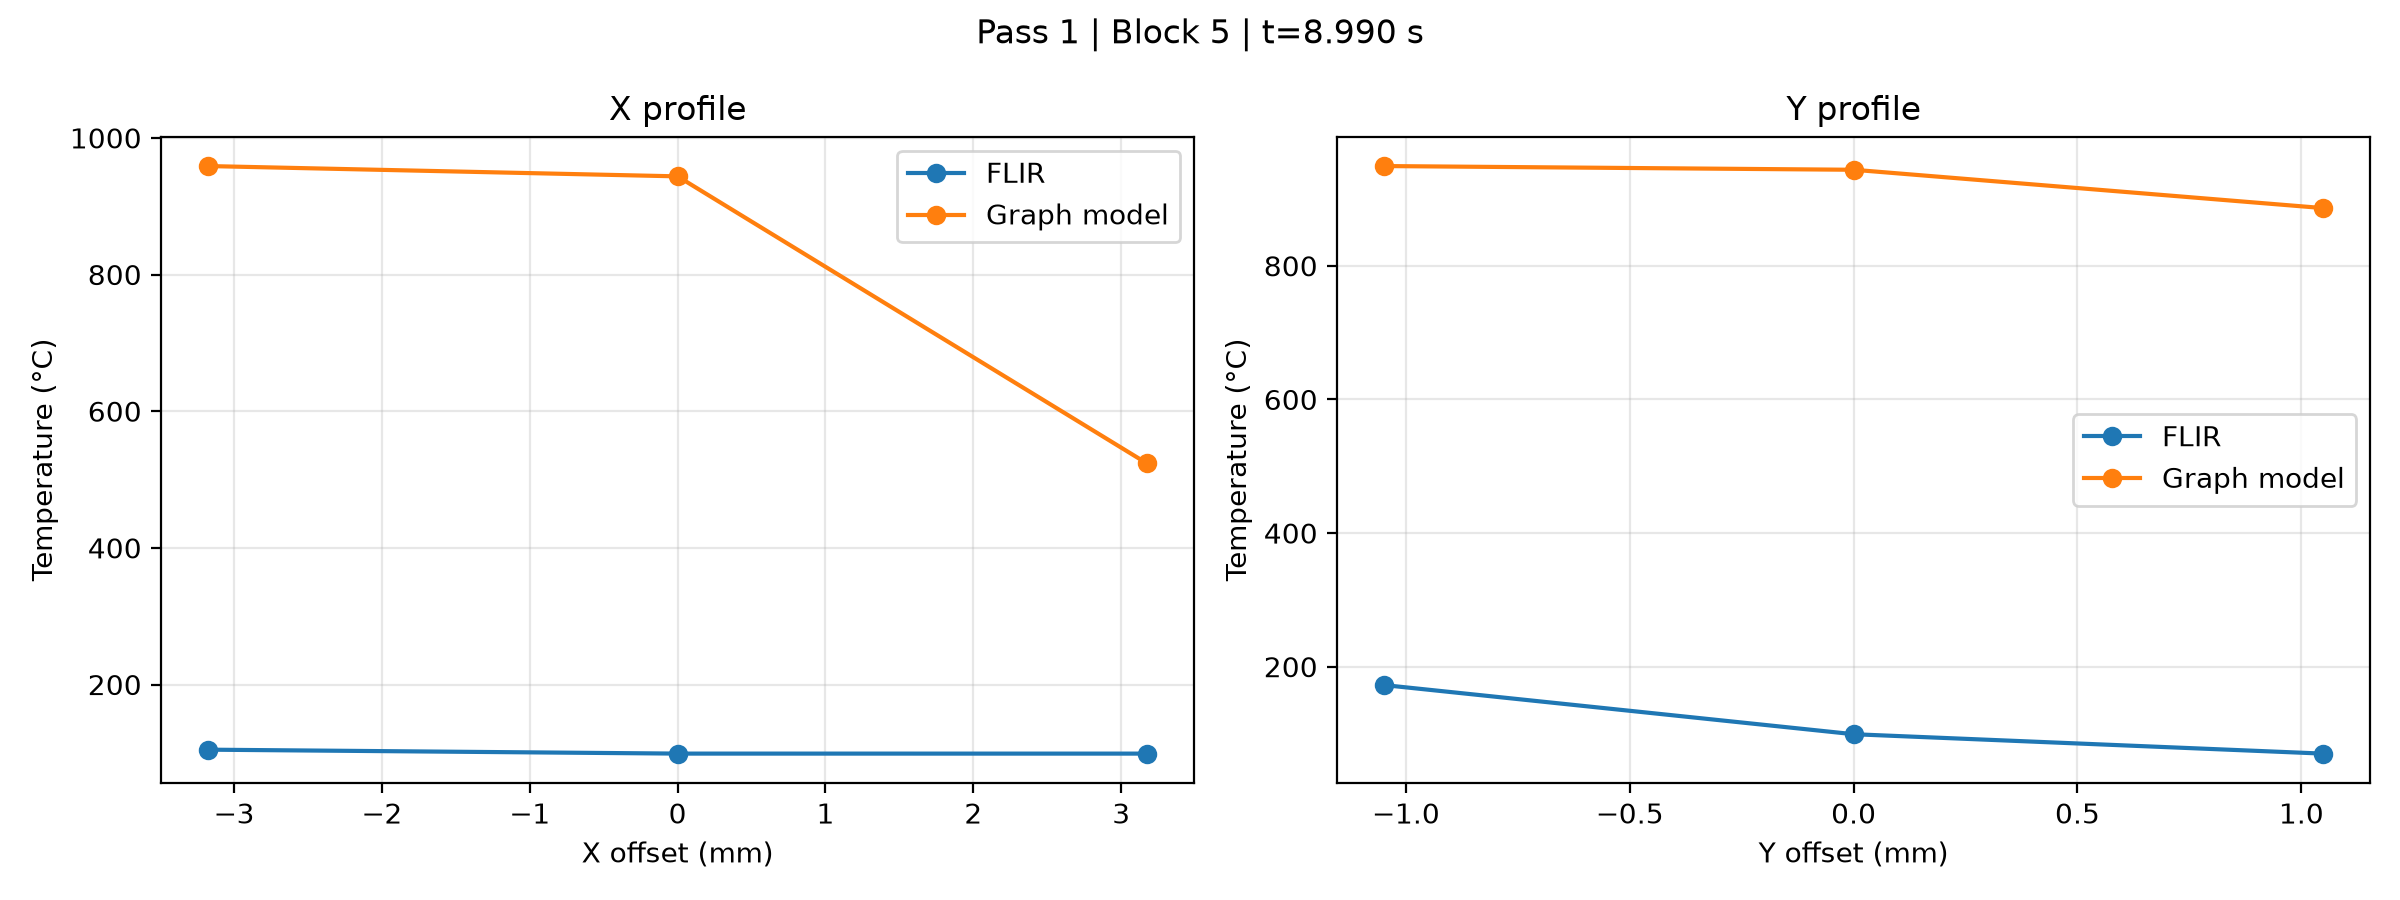 Pass 1 | Block 5 | t=8.990 s
X profile
1000
800
600
400
200
Temperature (°C)
−3 −2 −1 0 1 2 3
X offset (mm)
FLIR
Graph model
Y profile
800
600
400
200
Temperature (°C)
−1.0 −0.5 0.0 0.5 1.0
Y offset (mm)
FLIR
Graph model